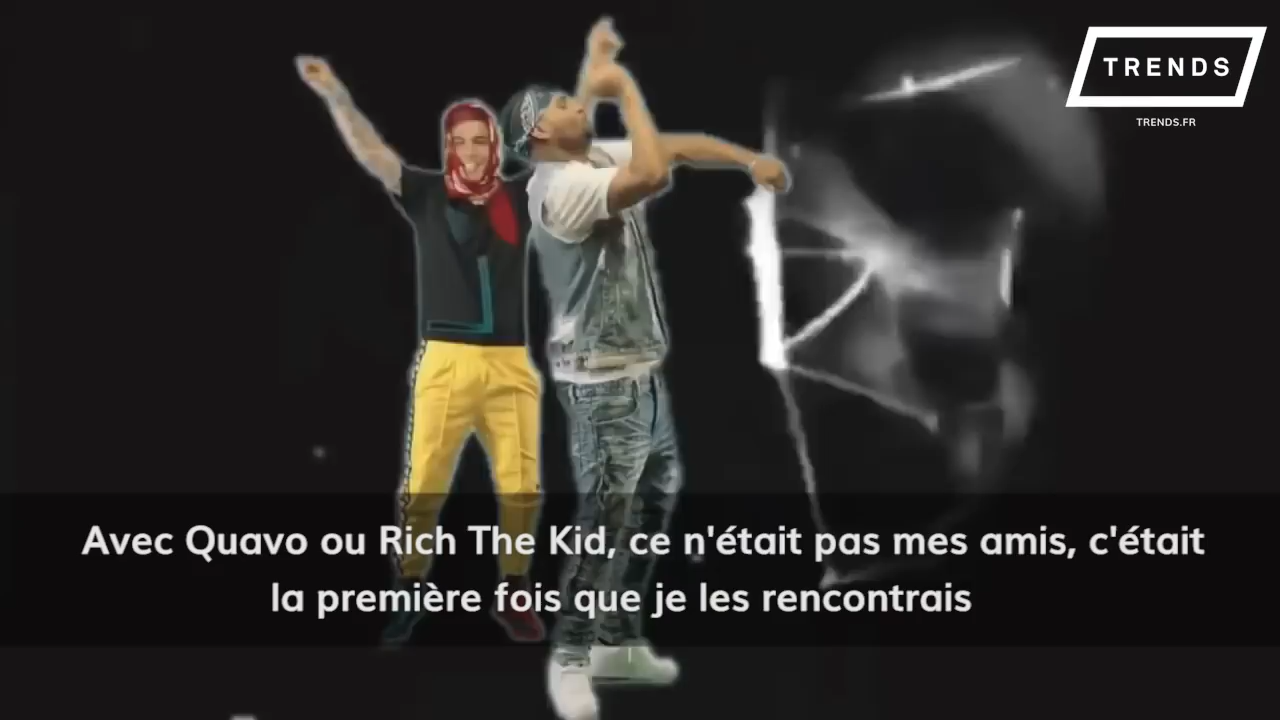 TRENDS
TRENDS.FR
Avec Quavo ou Rich The Kid, ce n'était pas mes amis, c'était
la première fois que je les rencontrais